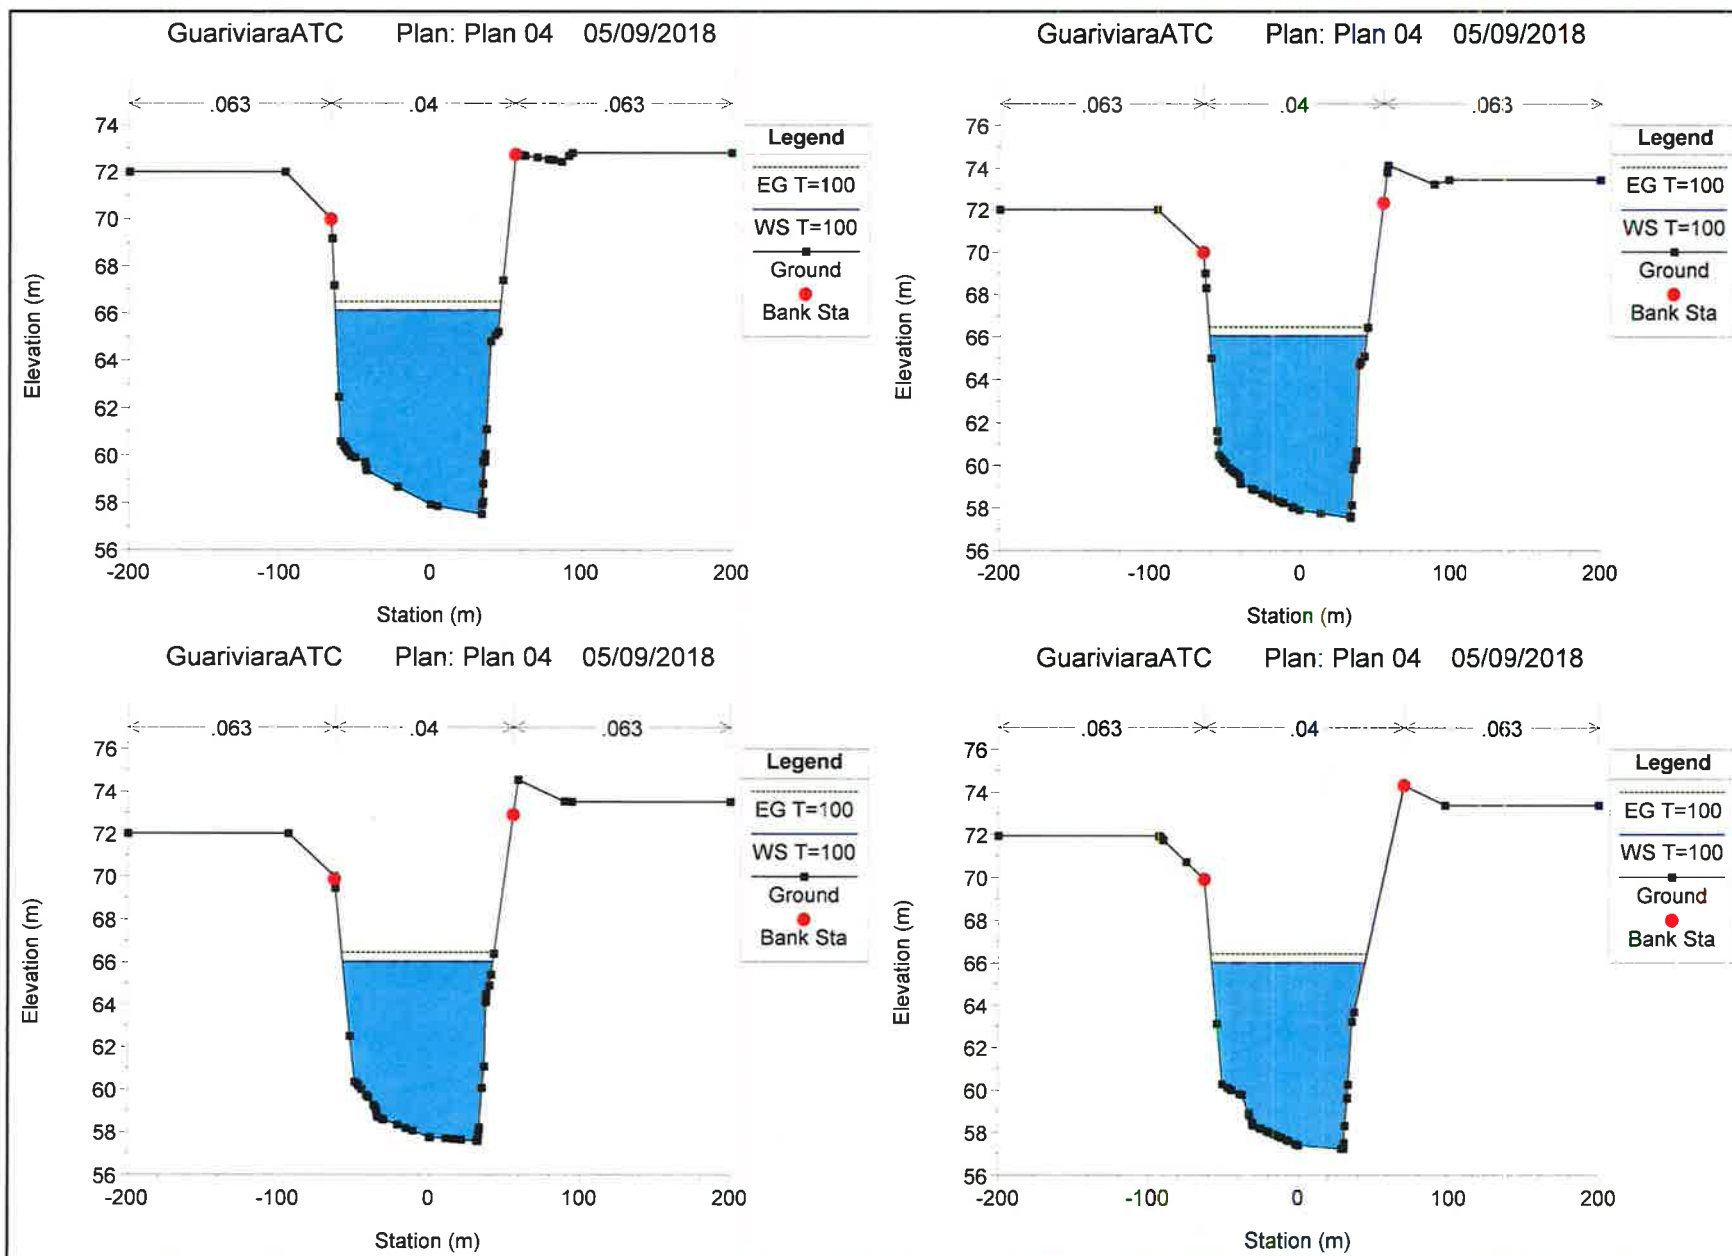 GuariviaraATC Plan: Plan 04 05/09/2018
.063 .04 .063
74
72
70
68
66
64
62
60
58
56
Elevation (m)
-200 -100 0 100 200
Station (m)
Legend
EG T=100
WS T=100
Ground
Bank Sta
GuariviaraATC Plan: Plan 04 05/09/2018
.063 .04 .063
76
74
72
70
68
66
64
62
60
58
56
Elevation (m)
-200 -100 0 100 200
Station (m)
Legend
EG T=100
WS T=100
Ground
Bank Sta
GuariviaraATC Plan: Plan 04 05/09/2018
.063 .04 .063
76
74
72
70
68
66
64
62
60
58
56
Elevation (m)
-200 -100 0 100 200
Station (m)
Legend
EG T=100
WS T=100
Ground
Bank Sta
GuariviaraATC Plan: Plan 04 05/09/2018
.063 .04 .063
76
74
72
70
68
66
64
62
60
58
56
Elevation (m)
-200 -100 0 100 200
Station (m)
Legend
EG T=100
WS T=100
Ground
Bank Sta